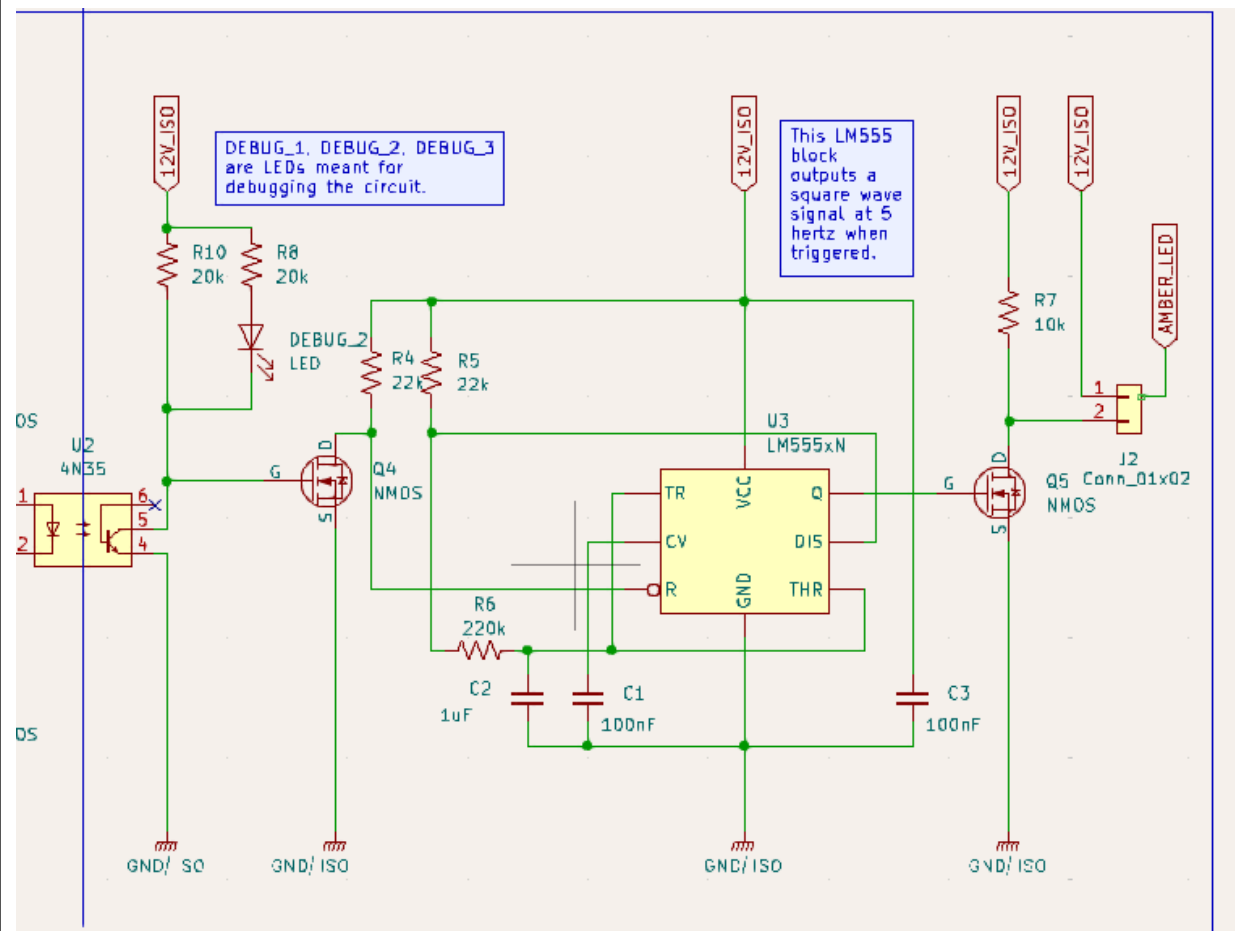 12V_ISO
12V_ISO
12V_ISO
12V_ISO
DEBUG_1, DEBUG_2, DEBUG_3
are LEDs meant for
debugging the circuit.
This LM555
block
outputs a
square wave
signal at 5
hertz when
triggered.
AMBER_LED
R10
20k
R8
20k
DEBUG_2
LED
R4
22k
R5
22k
R7
10k
1
2
J2
Conn_01x02
OS
U2
4N35
1
2
6
5
4
G
D
S
Q4
NMOS
U3
LM555xN
TR
CV
R
VCC
GND
Q
DIS
THR
G
D
S
Q5
NMOS
R6
220k
C2
1uF
C1
100nF
C3
100nF
OS
GND/ SO
GND/ISO
GND/ISO
GND/ISO